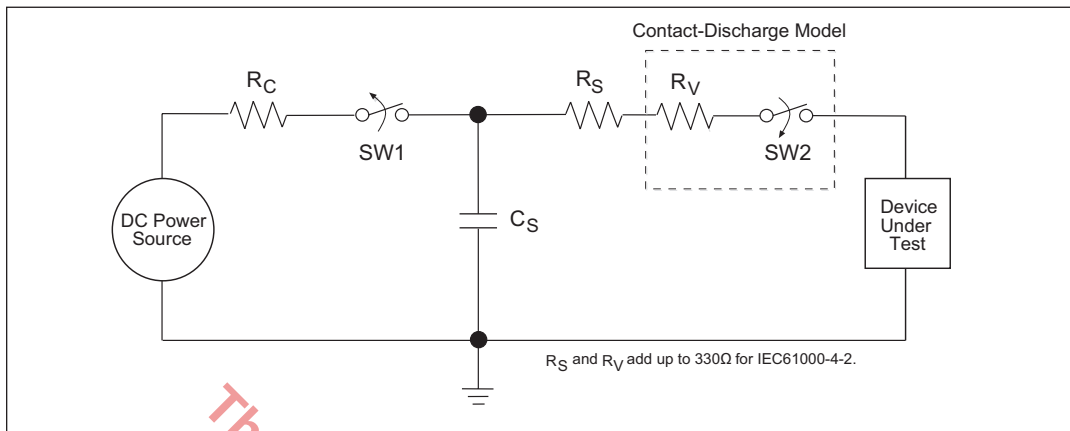 Contact-Discharge Model
RC
RS
RV
SW1
SW2
DC Power
Source
CS
Device
Under
Test
RS and RV add up to 330Ω for IEC61000-4-2.
Th